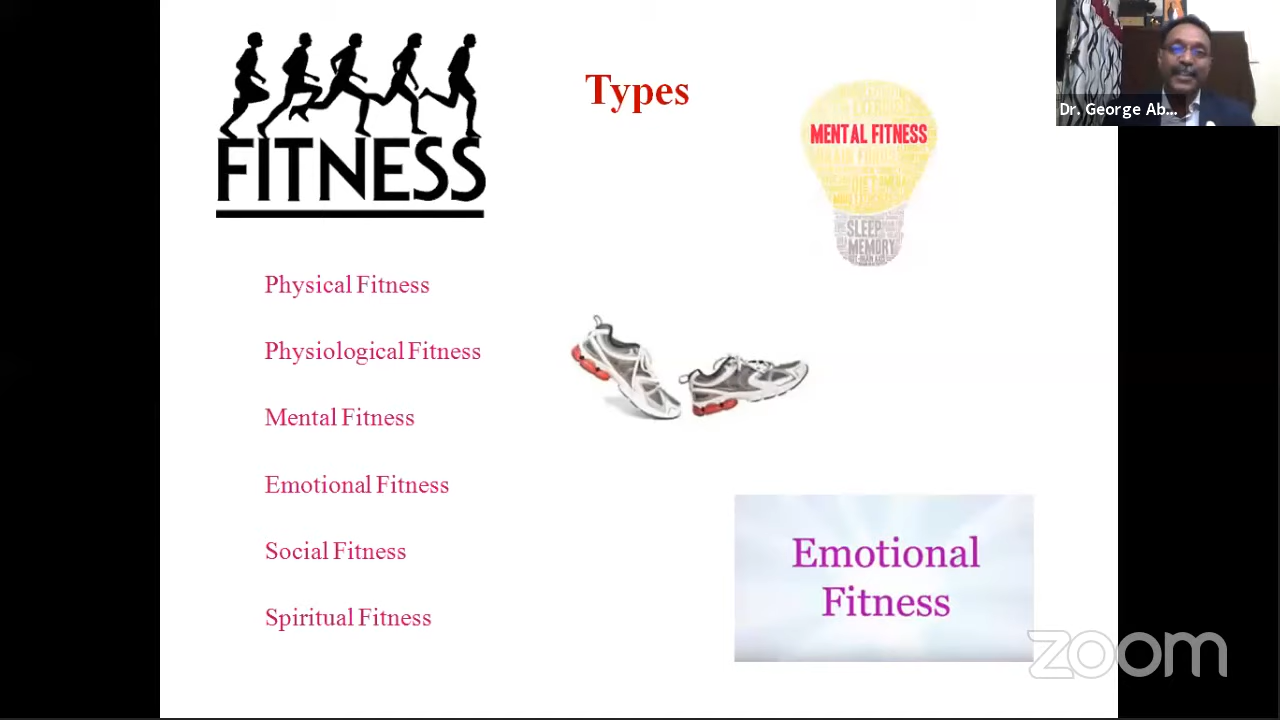 FITNESS
Types
MENTAL FITNESS
SLEEP
MEMORY
Dr. George Ab...
Physical Fitness
Physiological Fitness
Mental Fitness
Emotional Fitness
Social Fitness
Spiritual Fitness
Emotional
Fitness
zoom